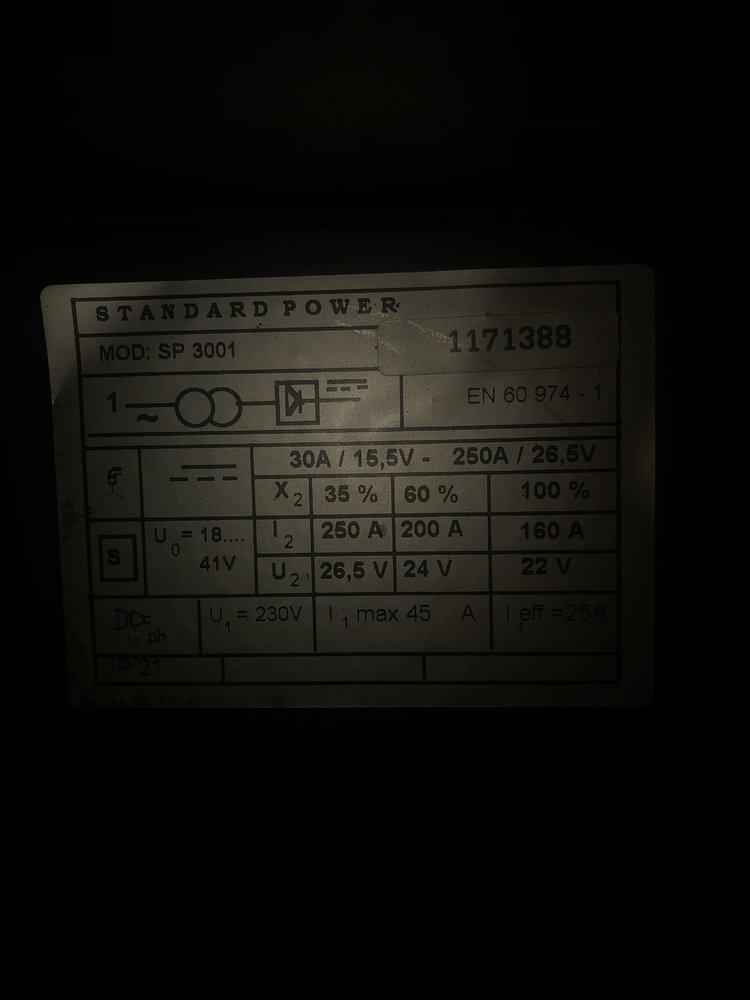 STANDARD POWER
MOD: SP 3001
1171388
1 ~
EN 60 974 - 1
30A / 15,5V - 250A / 26,5V
X2 35 % 60 % 100 %
S
U0 = 18....
41V
I2 250 A 200 A 160 A
U2 26,5 V 24 V 22 V
1~ ph
U1 = 230V I1 max 45 A I1eff =25A
IP 21